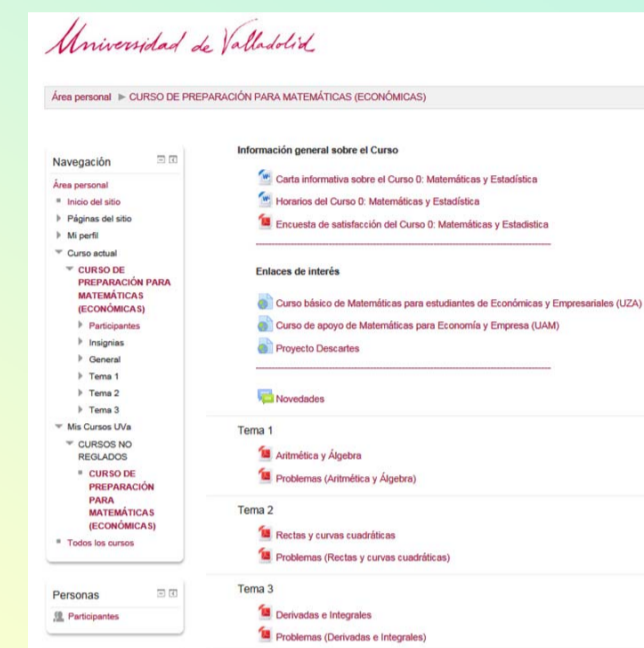 Universidad de Valladolid
Área personal ▶ CURSO DE PREPARACIÓN PARA MATEMÁTICAS (ECONÓMICAS)
Navegación
Área personal
Inicio del sitio
Páginas del sitio
Mi perfil
Curso actual
CURSO DE
PREPARACIÓN PARA
MATEMÁTICAS
(ECONÓMICAS)
Participantes
Insignias
General
Tema 1
Tema 2
Tema 3
Mis Cursos UVa
CURSOS NO
REGLADOS
CURSO DE
PREPARACIÓN
PARA
MATEMÁTICAS
(ECONÓMICAS)
Todos los cursos
Personas
Participantes
Información general sobre el Curso
Carta informativa sobre el Curso 0: Matemáticas y Estadística
Horarios del Curso 0: Matemáticas y Estadística
Encuesta de satisfacción del Curso 0: Matemáticas y Estadistica
Enlaces de interés
Curso básico de Matemáticas para estudiantes de Económicas y Empresariales (UZA)
Curso de apoyo de Matemáticas para Economía y Empresa (UAM)
Proyecto Descartes
Novedades
Tema 1
Aritmética y Álgebra
Problemas (Aritmética y Álgebra)
Tema 2
Rectas y curvas cuadráticas
Problemas (Rectas y curvas cuadráticas)
Tema 3
Derivadas e Integrales
Problemas (Derivadas e Integrales)